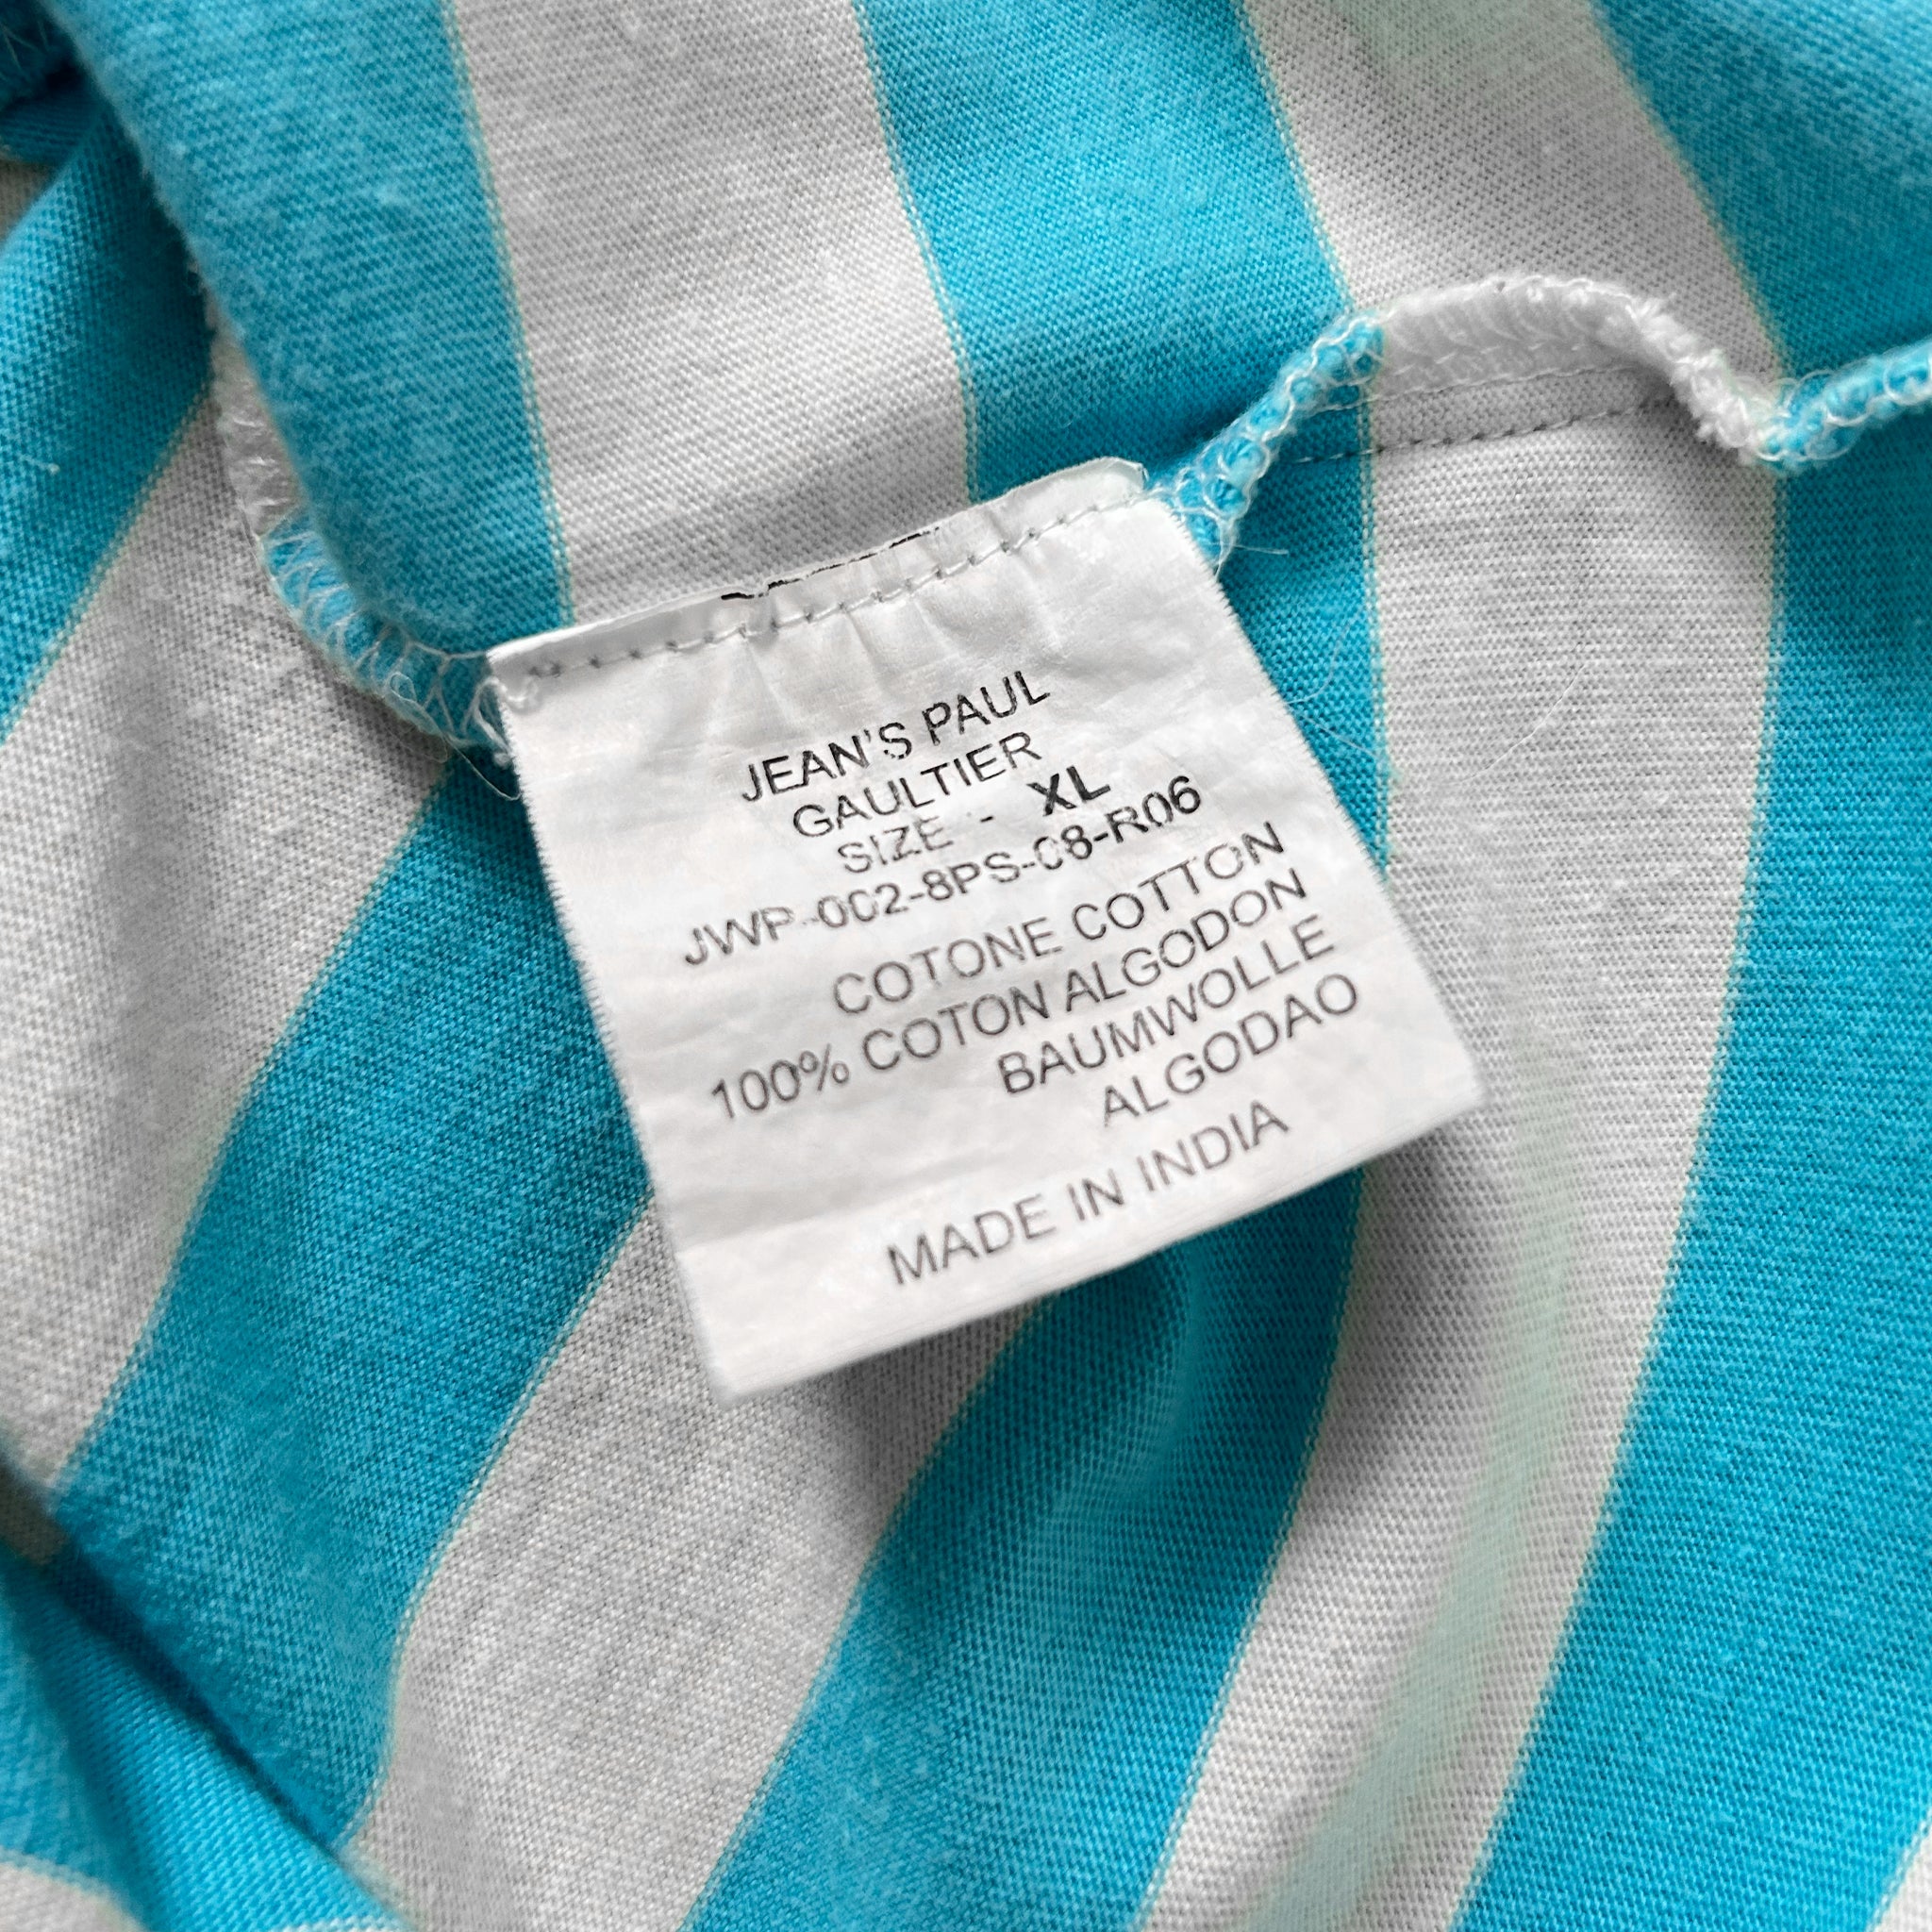 JEAN'S PAUL
GAULTIER
SIZE - XL
JWP-002-8PS-08-R06
COTONE COTTON
100% COTON ALGODON
BAUMWOLLE
ALGODAO
MADE IN INDIA